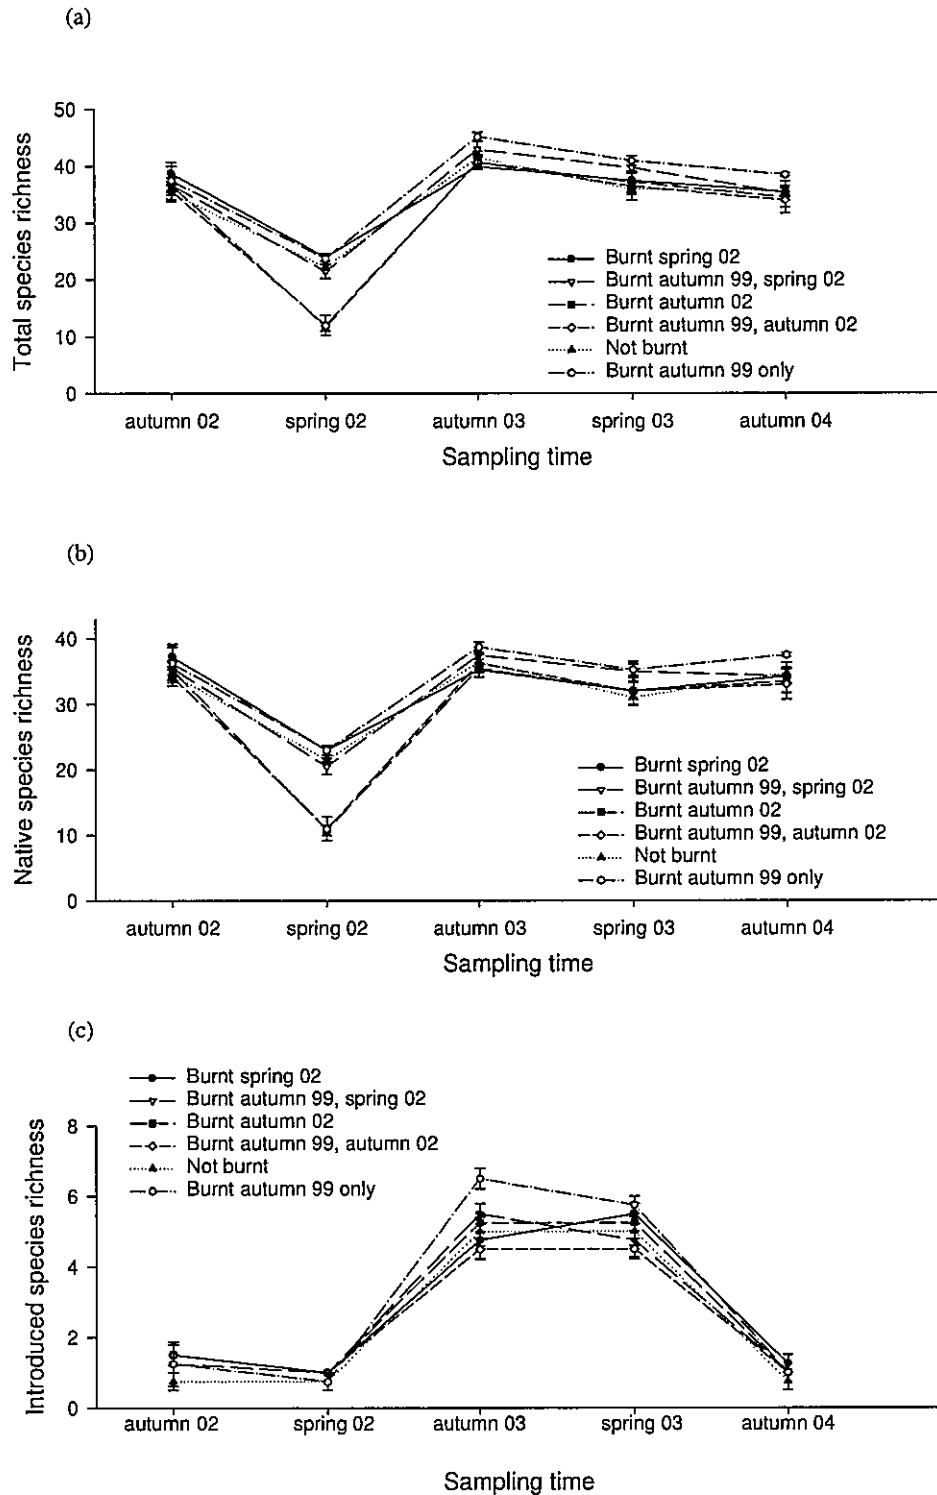 (a)
50
40
30
20
10
0
Total species richness
Burnt spring 02
Burnt autumn 99, spring 02
Burnt autumn 02
Burnt autumn 99, autumn 02
Not burnt
Burnt autumn 99 only
autumn 02 spring 02 autumn 03 spring 03 autumn 04
Sampling time
(b)
40
30
20
10
0
Native species richness
Burnt spring 02
Burnt autumn 99, spring 02
Burnt autumn 02
Burnt autumn 99, autumn 02
Not burnt
Burnt autumn 99 only
autumn 02 spring 02 autumn 03 spring 03 autumn 04
Sampling time
(c)
Burnt spring 02
Burnt autumn 99, spring 02
Burnt autumn 02
Burnt autumn 99, autumn 02
Not burnt
Burnt autumn 99 only
8
6
4
2
0
Introduced species richness
autumn 02 spring 02 autumn 03 spring 03 autumn 04
Sampling time